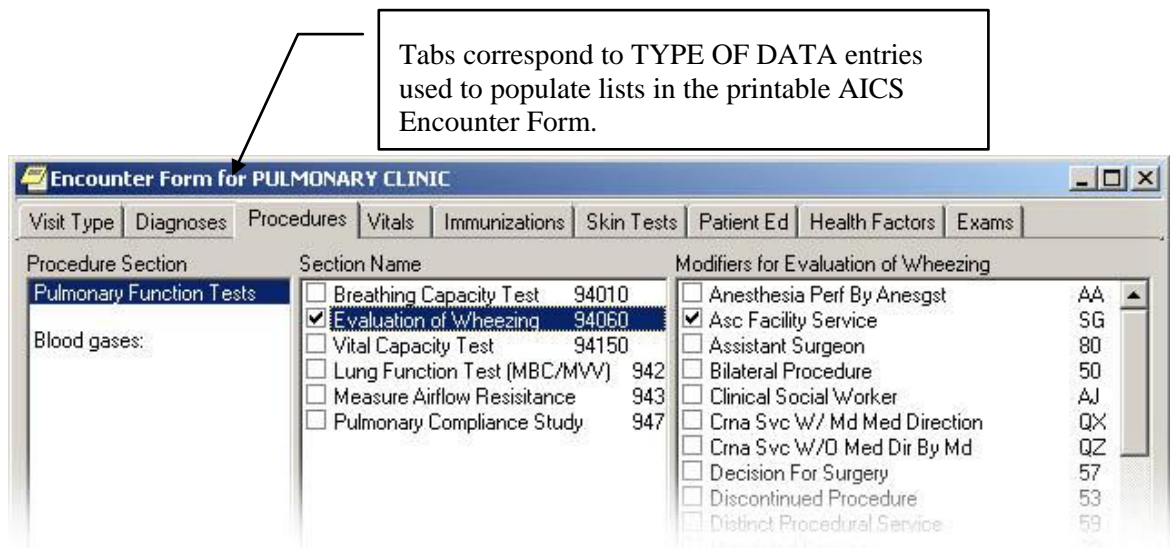 Tabs correspond to TYPE OF DATA entries
used to populate lists in the printable AICS
Encounter Form.
Encounter Form for PULMONARY CLINIC
Visit Type Diagnoses Procedures Vitals Immunizations Skin Tests Patient Ed Health Factors Exams
Procedure Section
Pulmonary Function Tests
Blood gases:
Section Name
Breathing Capacity Test 94010
Evaluation of Wheezing 94060
Vital Capacity Test 94150
Lung Function Test (MBC/MVV) 942
Measure Airflow Resisitance 943
Pulmonary Compliance Study 947
Modifiers for Evaluation of Wheezing
Anesthesia Perf By Anesgst AA
Asc Facility Service SG
Assistant Surgeon 80
Bilateral Procedure 50
Clinical Social Worker AJ
Crna Svc W/ Md Med Direction QX
Crna Svc W/O Med Dir By Md QZ
Decision For Surgery 57
Discontinued Procedure 53
Distinct Procedural Service 59